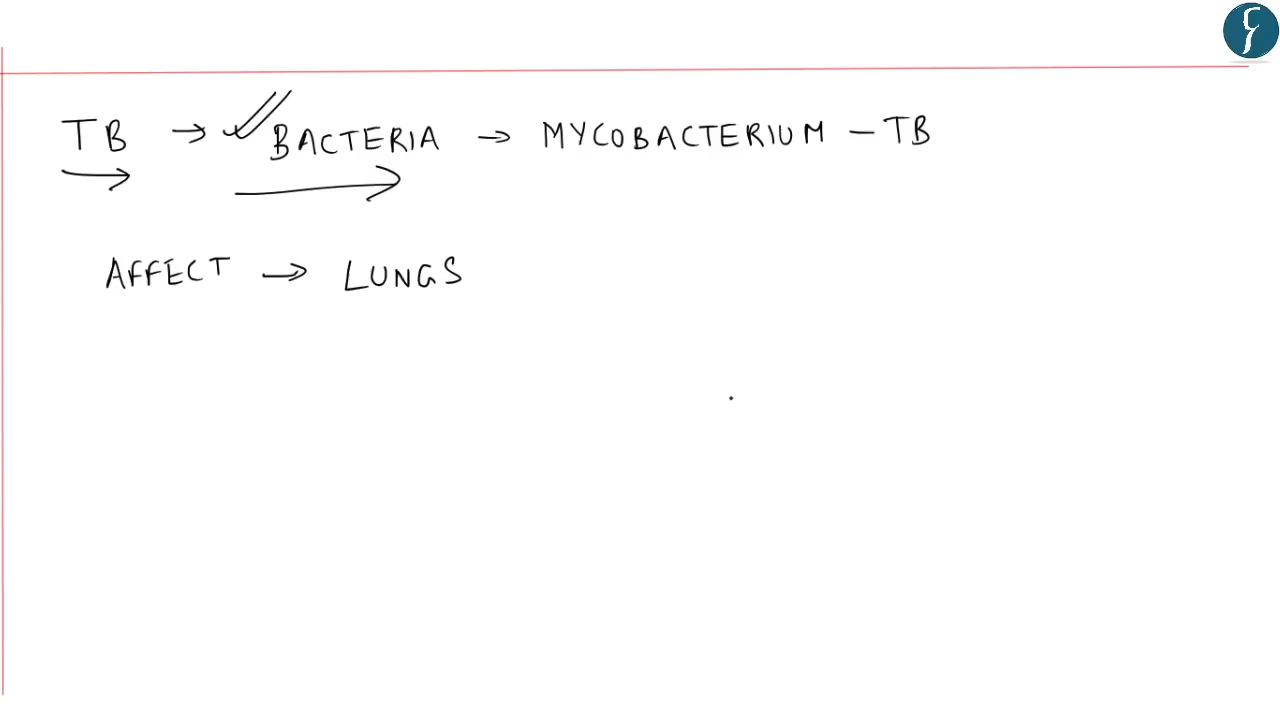 TB → BACTERIA → MYCOBACTERIUM - TB
AFFECT → LUNGS